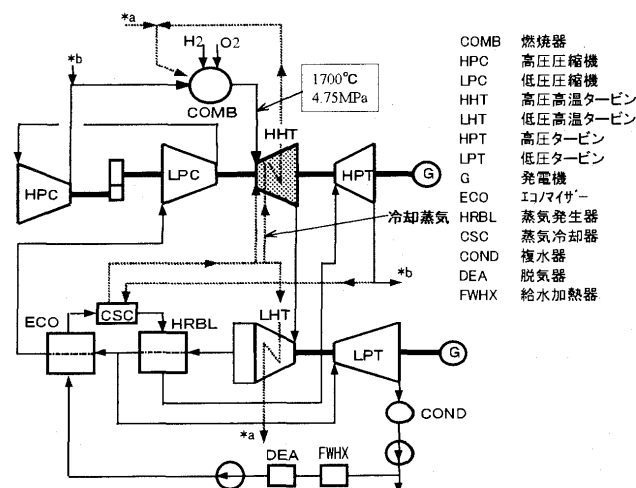 *a
H2 O2
*b
COMB
1700℃
4.75MPa
HHT
HPC
LPC
HPT
G
冷却蒸気
*b
CSC
ECO
HRBL
LHT
LPT
G
*a
COND
DEA
FWHX
COMB 燃焼器
HPC 高圧圧縮機
LPC 低圧圧縮機
HHT 高圧高温タービン
LHT 低圧高温タービン
HPT 高圧タービン
LPT 低圧タービン
G 発電機
ECO エコノマイザー
HRBL 蒸気発生器
CSC 蒸気冷却器
COND 複水器
DEA 脱気器
FWHX 給水加熱器